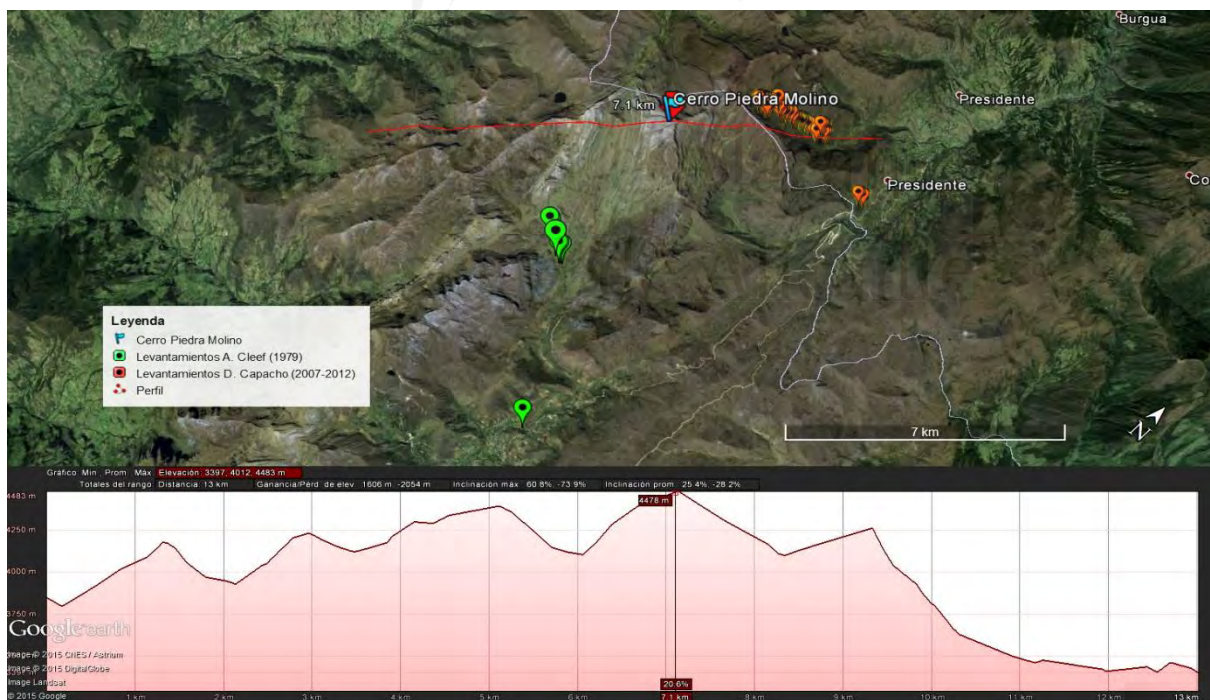 Burgua
7.1 km
Cerro Piedra Molino
Presidente
Presidente
Co
Leyenda
Cerro Piedra Molino
Levantamientos A. Cleef (1979)
Levantamientos D. Capacho (2007-2012)
Perfil
7 km
N
Gráfico: Min., Prom. Máx. Elevación: 3397, 4012, 4483 m
Totales del rango: Distancia: 13 km Ganancia/Pérd. de elev.: 1606 m, -2054 m Inclinación máx.: 60.8%, -73.9% Inclinación prom.: 25.4%, -28.2%
4483 m
4478 m
4250 m
4000 m
3750 m
Google earth
Image © 2015 CNES / Astrium
Image © 2015 DigitalGlobe
3397 m
Image Landsat
20.6%
© 2015 Google
1 km 2 km 3 km 4 km 5 km 6 km 7.1 km 8 km 9 km 10 km 11 km 12 km 13 km